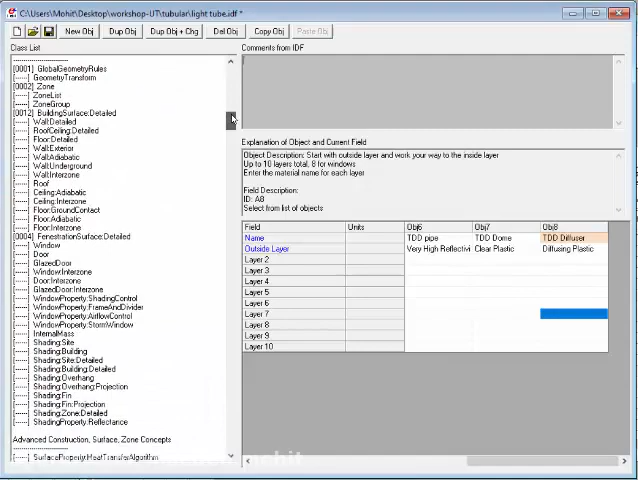 C:\Users\Mohit\Desktop\workshop-UT\tubular\light tube.idf *
New Obj Dup Obj Dup Obj + Chg Del Obj Copy Obj Paste Obj
Class List
[0001] GlobalGeometryRules
[------] GeometryTransform
[0002] Zone
[------] ZoneList
[------] ZoneGroup
[0012] BuildingSurface:Detailed
[------] Wall:Detailed
[------] RoofCeiling:Detailed
[------] Floor:Detailed
[------] Wall:Exterior
[------] Wall:Adiabatic
[------] Wall:Underground
[------] Wall:Interzone
[------] Roof
[------] Ceiling:Adiabatic
[------] Ceiling:Interzone
[------] Floor:GroundContact
[------] Floor:Adiabatic
[------] Floor:Interzone
[0004] FenestrationSurface:Detailed
[------] Window
[------] Door
[------] GlazedDoor
[------] Window:Interzone
[------] Door:Interzone
[------] GlazedDoor:Interzone
[------] WindowProperty:ShadingControl
[------] WindowProperty:FrameAndDivider
[------] WindowProperty:AirflowControl
[------] WindowProperty:StormWindow
[------] InternalMass
[------] Shading:Site
[------] Shading:Building
[------] Shading:Site:Detailed
[------] Shading:Building:Detailed
[------] Shading:Overhang
[------] Shading:Overhang:Projection
[------] Shading:Fin
[------] Shading:Fin:Projection
[------] Shading:Zone:Detailed
[------] ShadingProperty:Reflectance
Advanced Construction, Surface, Zone Concepts
[------] SurfaceProperty:HeatTransferAlgorithm
Comments from IDF
Explanation of Object and Current Field
Object Description: Start with outside layer and work your way to the inside layer
Up to 10 layers total, 8 for windows
Enter the material name for each layer
Field Description:
ID: A8
Select from list of objects
Field Units Obj6 Obj7 Obj8
Name TDD pipe TDD Dome TDD Diffuser
Outside Layer Very High Reflectivi Clear Plastic Diffusing Plastic
Layer 2
Layer 3
Layer 4
Layer 5
Layer 6
Layer 7
Layer 8
Layer 9
Layer 10